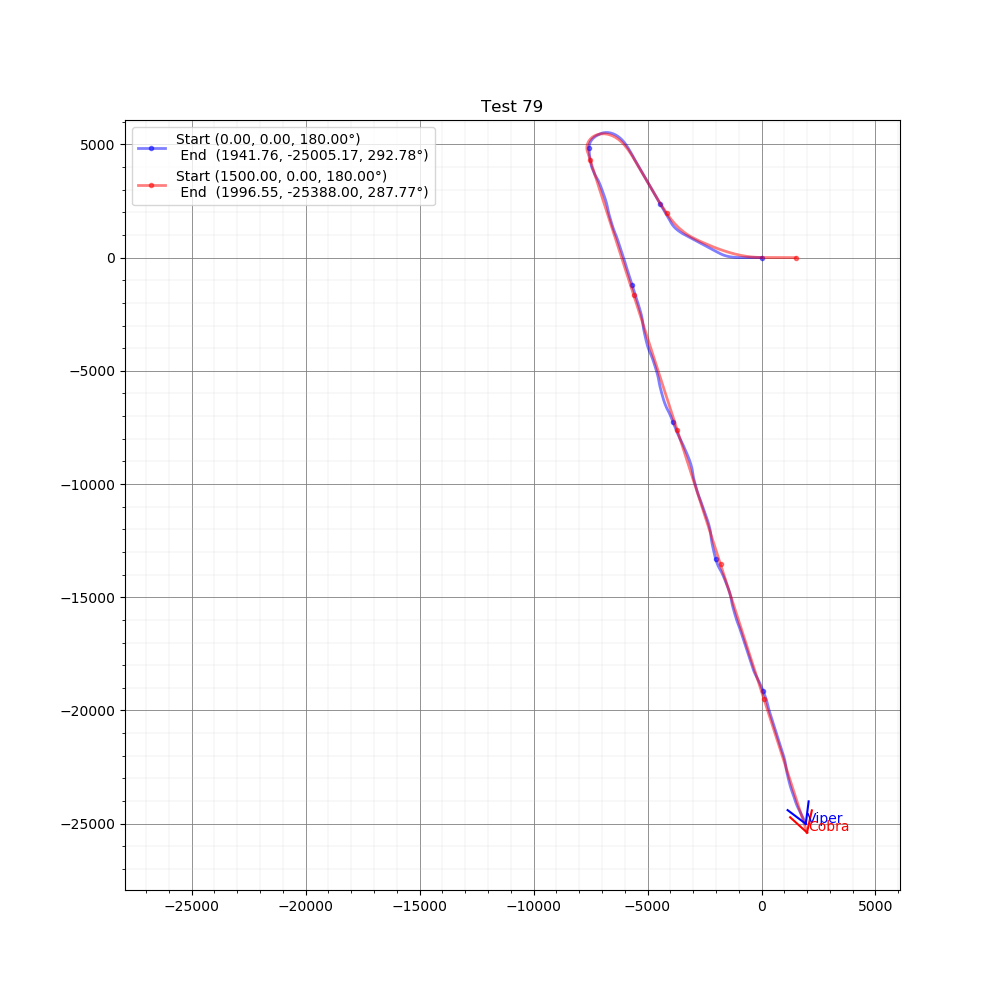 Test 79
Start (0.00, 0.00, 180.00°)
End (1941.76, -25005.17, 292.78°)
Start (1500.00, 0.00, 180.00°)
End (1996.55, -25388.00, 287.77°)
5000
0
−5000
−10000
−15000
−20000
−25000
Viper
Cobra
−25000
−20000
−15000
−10000
−5000
0
5000